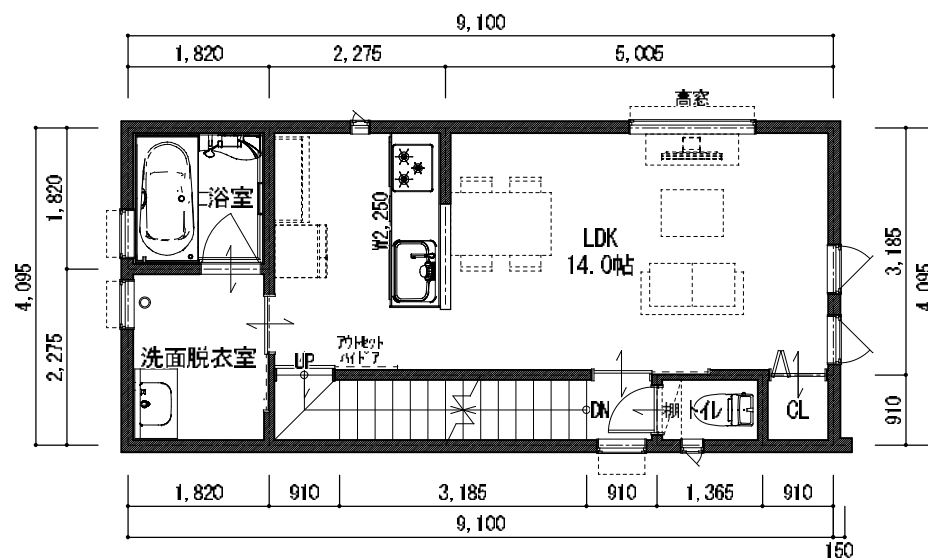 9,100
1,820
2,275
5,005
高窓
1,820
4,095
2,275
浴室
W2,250
LDK
14.0帖
3,185
4,095
910
洗面脱衣室
UP
アウトセット
ハイドア
DN
棚
トイレ
CL
1,820
910
3,185
910
1,365
910
9,100
150